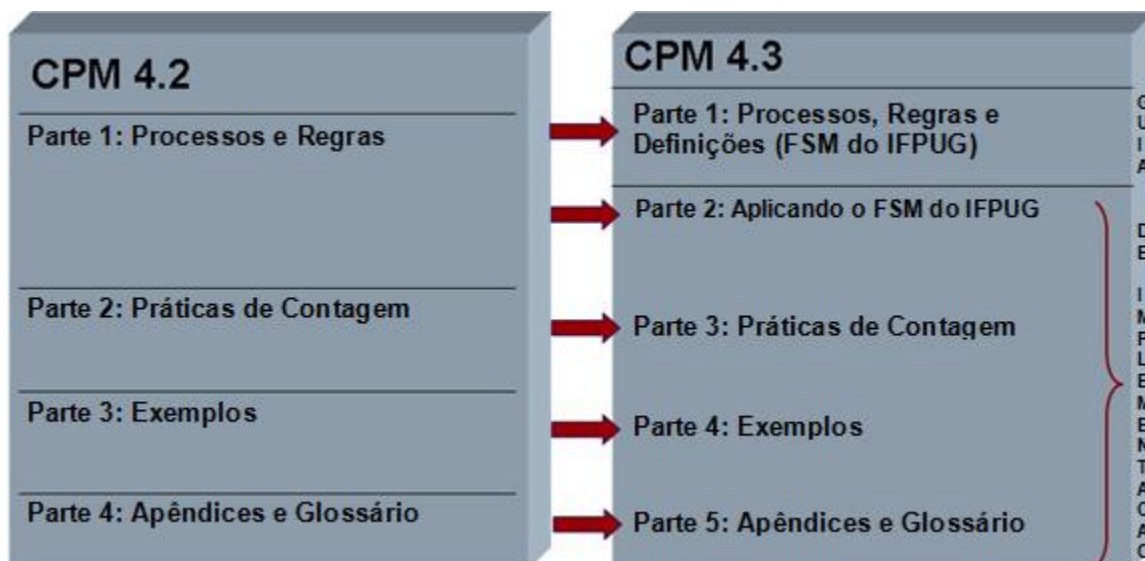 CPM 4.2
Parte 1: Processos e Regras
Parte 2: Práticas de Contagem
Parte 3: Exemplos
Parte 4: Apêndices e Glossário
CPM 4.3
Parte 1: Processos, Regras e
Definições (FSM do IFPUG)
Parte 2: Aplicando o FSM do IFPUG
Parte 3: Práticas de Contagem
Parte 4: Exemplos
Parte 5: Apêndices e Glossário